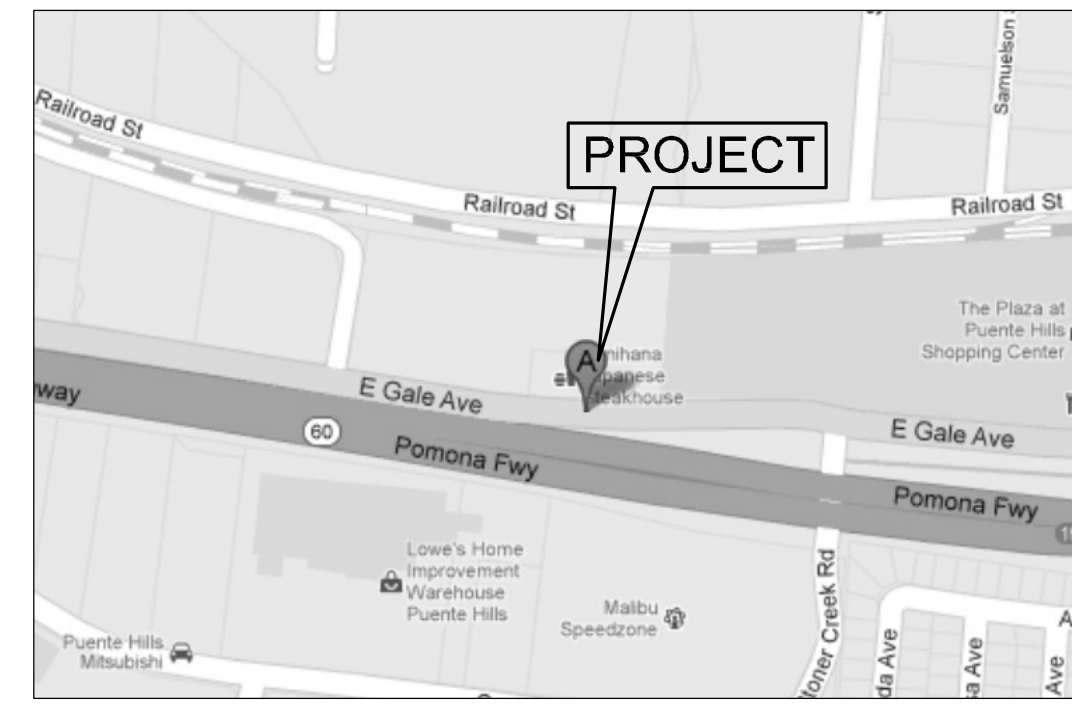 Samuelson
Railroad St
PROJECT
Railroad St
Railroad St
The Plaza at
Puente Hills
Shopping Center
A
nihana
panese
teakhouse
E Gale Ave
way
60
E Gale Ave
Pomona Fwy
Pomona Fwy
Lowe's Home
Improvement
Warehouse
Puente Hills
Malibu
Speedzone
Puente Hills
Mitsubishi
toner Creek Rd
da Ave
sa Ave
Ave
A